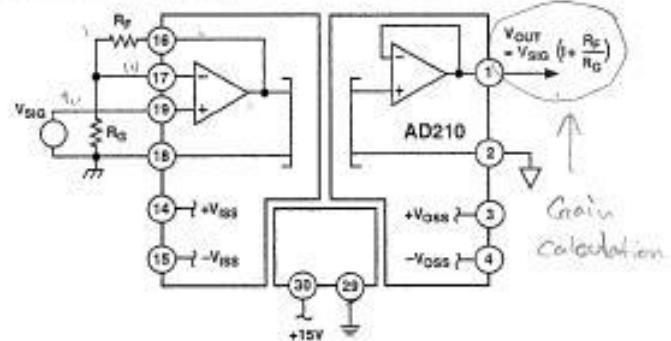 RF
16
17
19
VSIG
RG
18
14
+VISS
15
-VISS
30
29
+15V
VOUT
= VSIG (1+ RF/RG)
1
AD210
2
+VOSS
3
-VOSS
4
Gain
Calculation